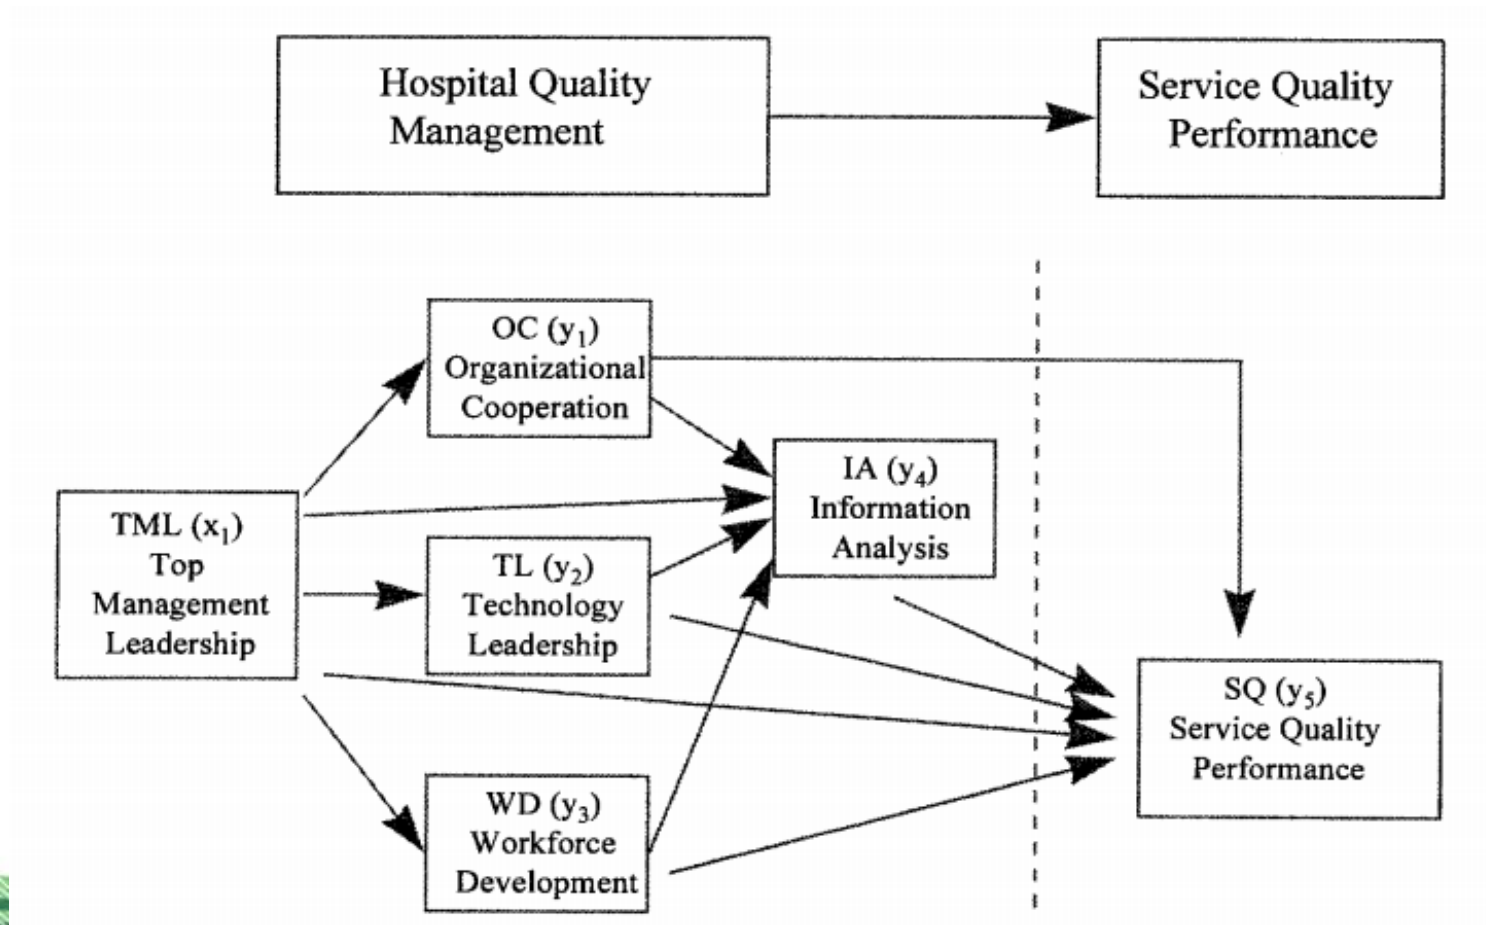 Hospital Quality
Management
Service Quality
Performance
OC (y₁)
Organizational
Cooperation
IA (y₄)
Information
Analysis
TML (x₁)
Top
Management
Leadership
TL (y₂)
Technology
Leadership
SQ (y₅)
Service Quality
Performance
WD (y₃)
Workforce
Development